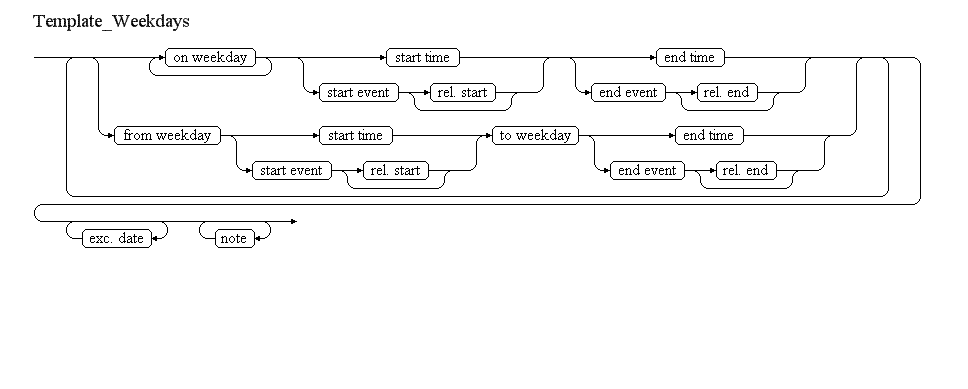 Template_Weekdays
on weekday start time end time
start event rel. start end event rel. end
from weekday start time to weekday end time
start event rel. start end event rel. end
exc. date note